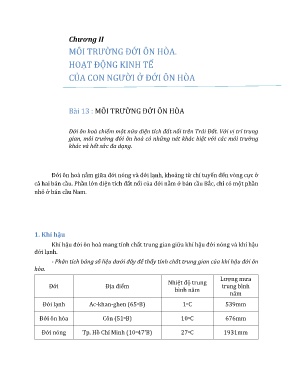 Chương II
MÔI TRƯỜNG ĐỚI ÔN HÒA.
HOẠT ĐỘNG KINH TẾ
CỦA CON NGƯỜI Ở ĐỚI ÔN HÒA
Bài 13 : MÔI TRƯỜNG ĐỚI ÔN HÒA
Đới ôn hoà chiếm một nửa diện tích đất nổi trên Trái Đất. Với vị trí trung
gian, môi trường đới ôn hoà có những nét khác biệt với các môi trường
khác và hết sức đa dạng.
Đới ôn hoà nằm giữa đới nóng và đới lạnh, khoảng từ chí tuyến đến vòng cực ở
cả hai bán cầu. Phần lớn diện tích đất nổi của đới nằm ở bán cầu Bắc, chỉ có một phần
nhỏ ở bán cầu Nam.
1. Khí hậu
Khí hậu đới ôn hoà mang tính chất trung gian giữa khí hậu đới nóng và khí hậu
đới lạnh.
- Phân tích bảng số liệu dưới đây để thấy tính chất trung gian của khí hậu đới ôn
hòa.
Đới Địa điểm Nhiệt độ trung bình năm Lượng mưa trung bình năm
Đới lạnh Ac-khan-ghen (65ºB) 1ºC 539mm
Đới ôn hòa Côn (51ºB) 10ºC 676mm
Đới nóng Tp. Hồ Chí Minh (10º47'B) 27ºC 1931mm